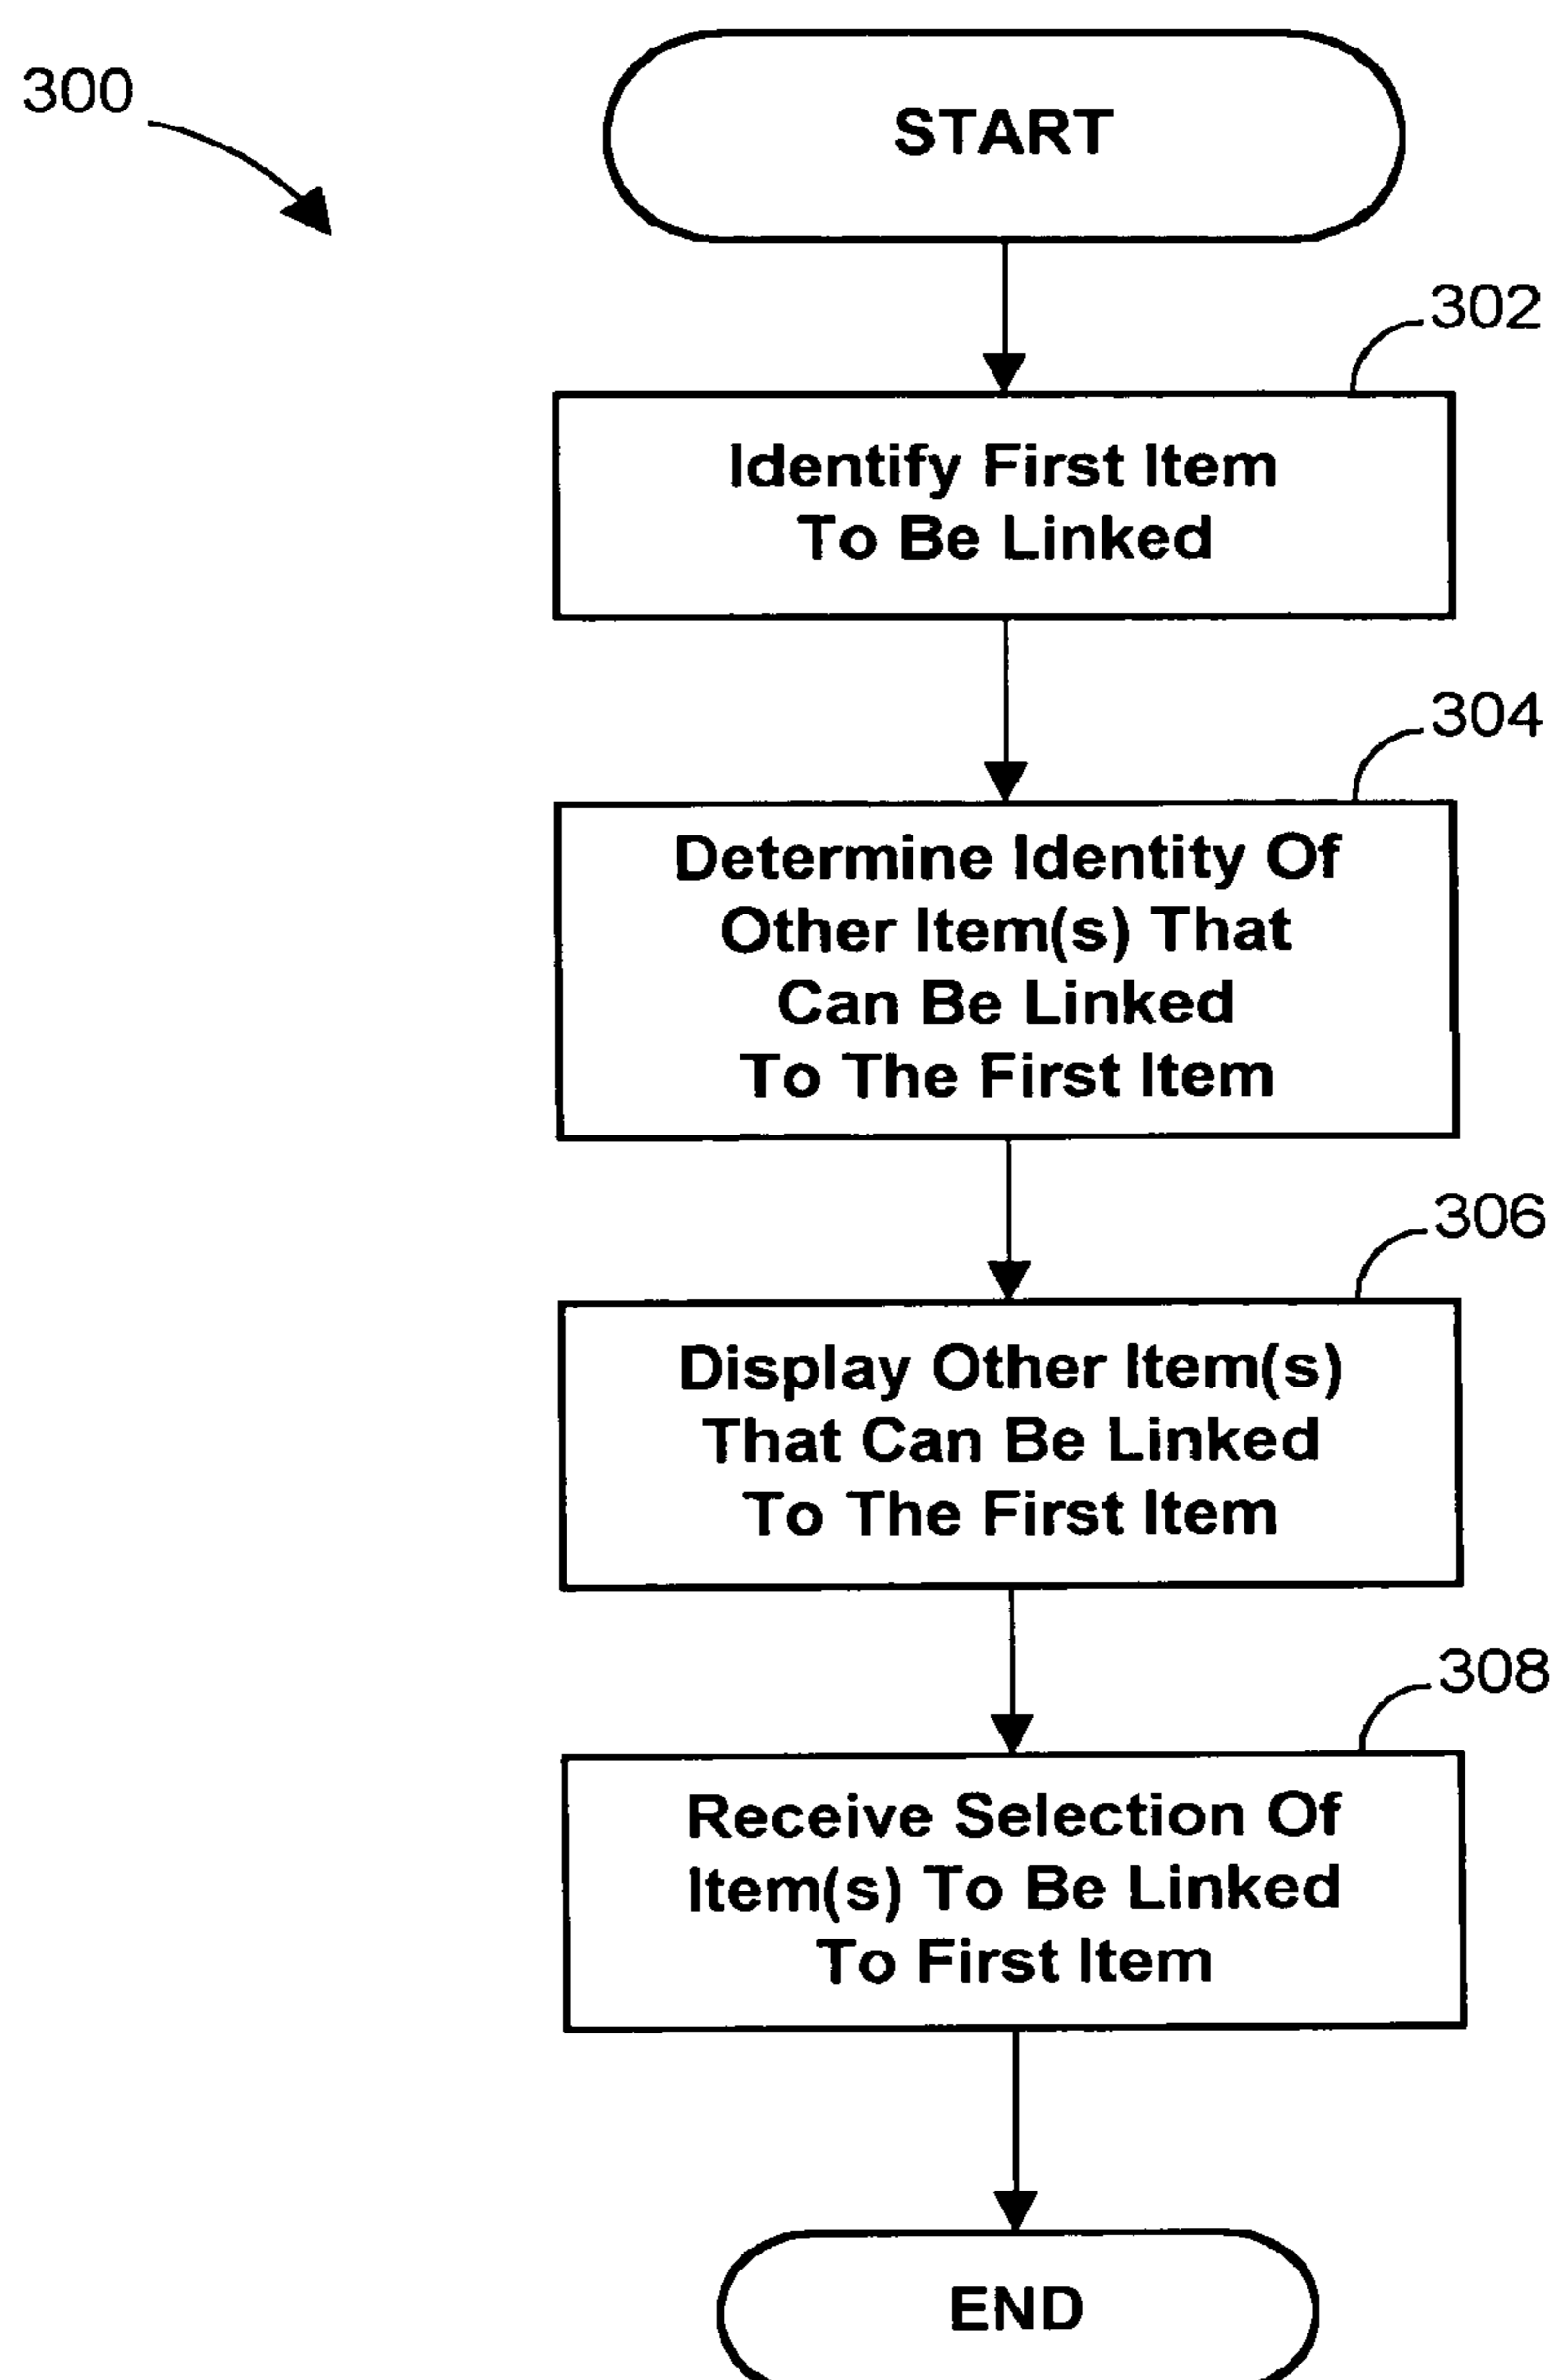 300
START
302
Identify First Item
To Be Linked
304
Determine Identity Of
Other Item(s) That
Can Be Linked
To The First Item
306
Display Other Item(s)
That Can Be Linked
To The First Item
308
Receive Selection Of
Item(s) To Be Linked
To First Item
END